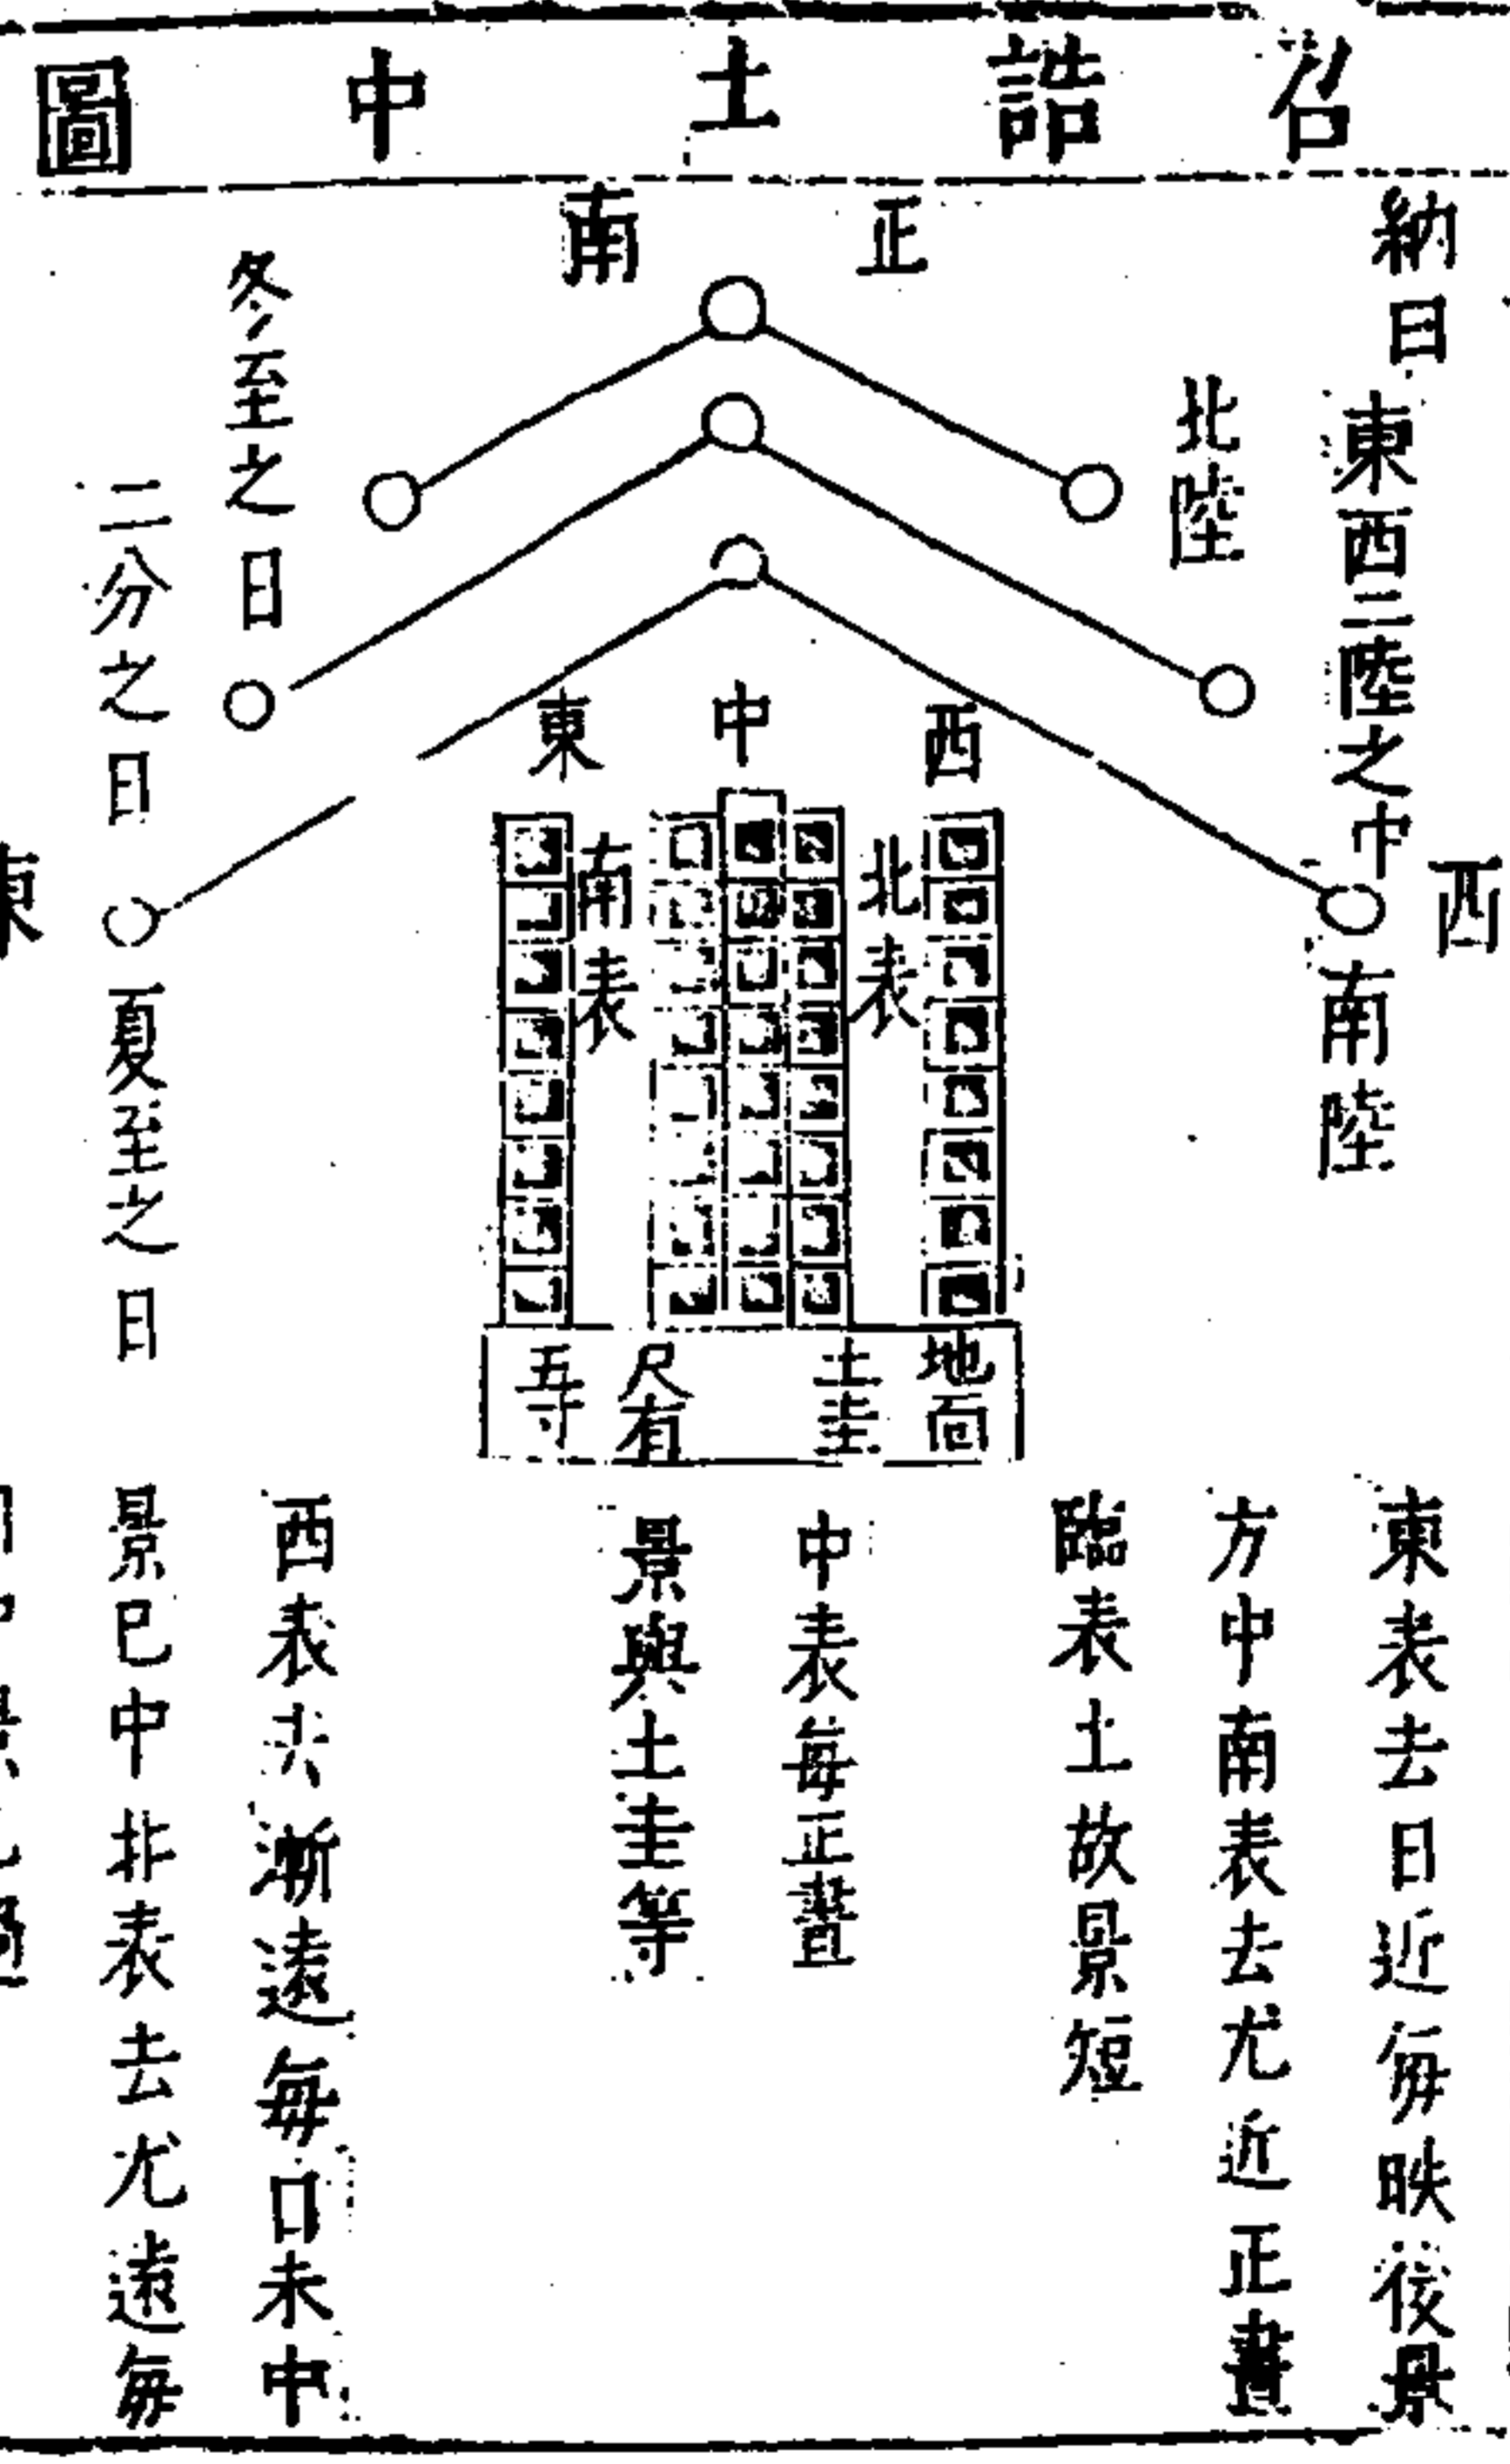 召誥土中圖
正南
納日
東西三陸之中
北陸
冬至之日
二分之日
西
南陸
東
夏至之日
西
中
東
北表
南表
地面
土圭
尺有
五寸
東表去日近每昳後景
方中南表去尤近正晝
臨表土故景短
中表每正晝
景與土圭等
西表漸遠每日未中
景已中北表去尤遠每